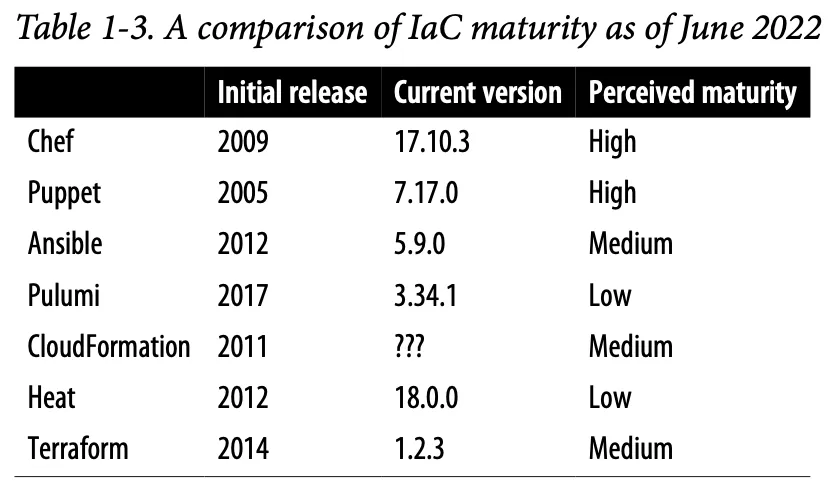 Table 1-3. A comparison of IaC maturity as of June 2022
Initial release Current version Perceived maturity
Chef 2009 17.10.3 High
Puppet 2005 7.17.0 High
Ansible 2012 5.9.0 Medium
Pulumi 2017 3.34.1 Low
CloudFormation 2011 ??? Medium
Heat 2012 18.0.0 Low
Terraform 2014 1.2.3 Medium